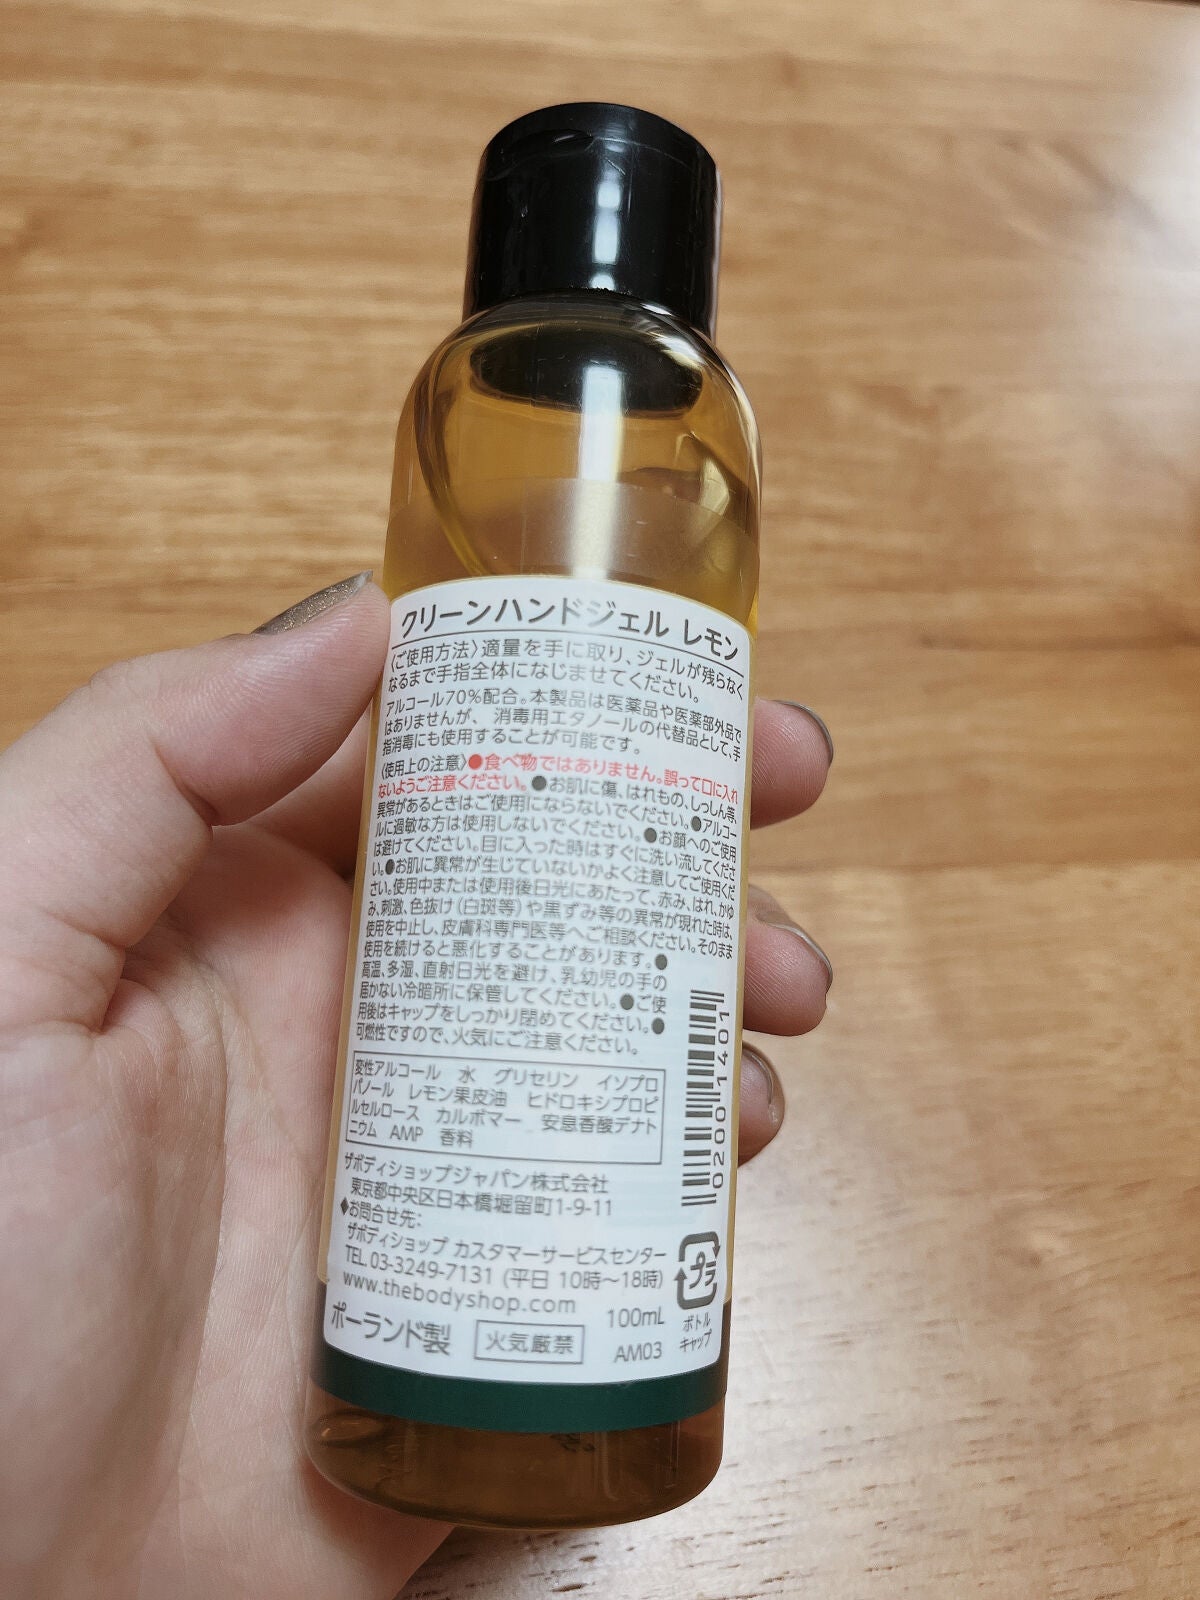 クリーンハンドジェル レモン
〈ご使用方法〉適量を手に取り、ジェルが残らなく
なるまで手指全体になじませてください。
アルコール70%配合。本製品は医薬品や医薬部外品で
はありませんが、消毒用エタノールの代替品として、手
指消毒にも使用することが可能です。
〈使用上の注意〉●食べ物ではありません。誤って口に入れ
ないようご注意ください。●お肌に傷、はれもの、しっしん等、
異常があるときはご使用にならないでください。●アルコー
ルに過敏な方は使用しないでください。●お顔へのご使用
は避けてください。目に入った時はすぐに洗い流してくださ
い。●お肌に異常が生じていないかよく注意してご使用くだ
さい。使用中または使用後日光にあたって、赤み、はれ、かゆ
み、刺激、色抜け(白斑等)や黒ずみ等の異常が現れた時は、
使用を中止し、皮膚科専門医等へご相談ください。そのまま
使用を続けると悪化することがあります。●
高温、多湿、直射日光を避け、乳幼児の手の
届かない冷暗所に保管してください。●ご使
用後はキャップをしっかり閉めてください。●
可燃性ですので、火気にご注意ください。
変性アルコール 水 グリセリン イソプロ
パノール レモン果皮油 ヒドロキシプロピ
ルセルロース カルボマー 安息香酸デナト
ニウム AMP 香料
02001401
ザボディショップジャパン株式会社
東京都中央区日本橋堀留町1-9-11
◆お問合せ先:
ザボディショップ カスタマーサービスセンター
TEL 03-3249-7131 (平日 10時～18時)
www.thebodyshop.com
100mL
プラ
ボトル
キャップ
ポーランド製
火気厳禁
AM03